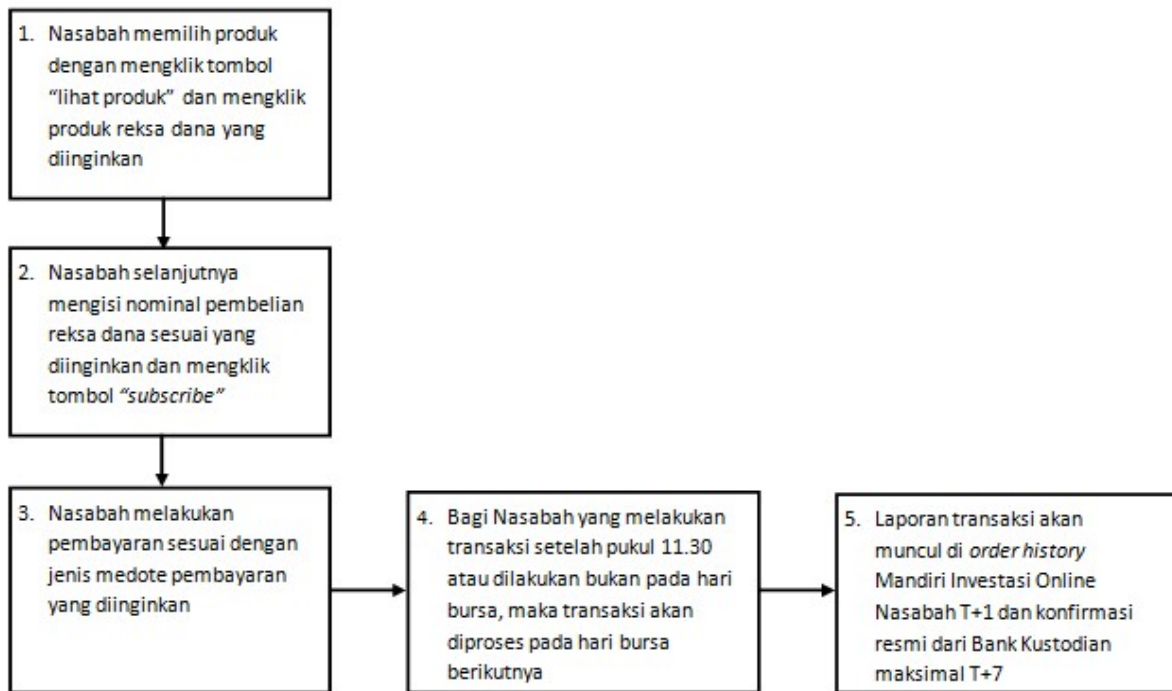 1. Nasabah memilih produk
dengan mengklik tombol
“lihat produk” dan mengklik
produk reksa dana yang
diinginkan
2. Nasabah selanjutnya
mengisi nominal pembelian
reksa dana sesuai yang
diinginkan dan mengklik
tombol “subscribe”
3. Nasabah melakukan
pembayaran sesuai dengan
jenis medote pembayaran
yang diinginkan
4. Bagi Nasabah yang melakukan
transaksi setelah pukul 11.30
atau dilakukan bukan pada hari
bursa, maka transaksi akan
diproses pada hari bursa
berikutnya
5. Laporan transaksi akan
muncul di order history
Mandiri Investasi Online
Nasabah T+1 dan konfirmasi
resmi dari Bank Kustodian
maksimal T+7